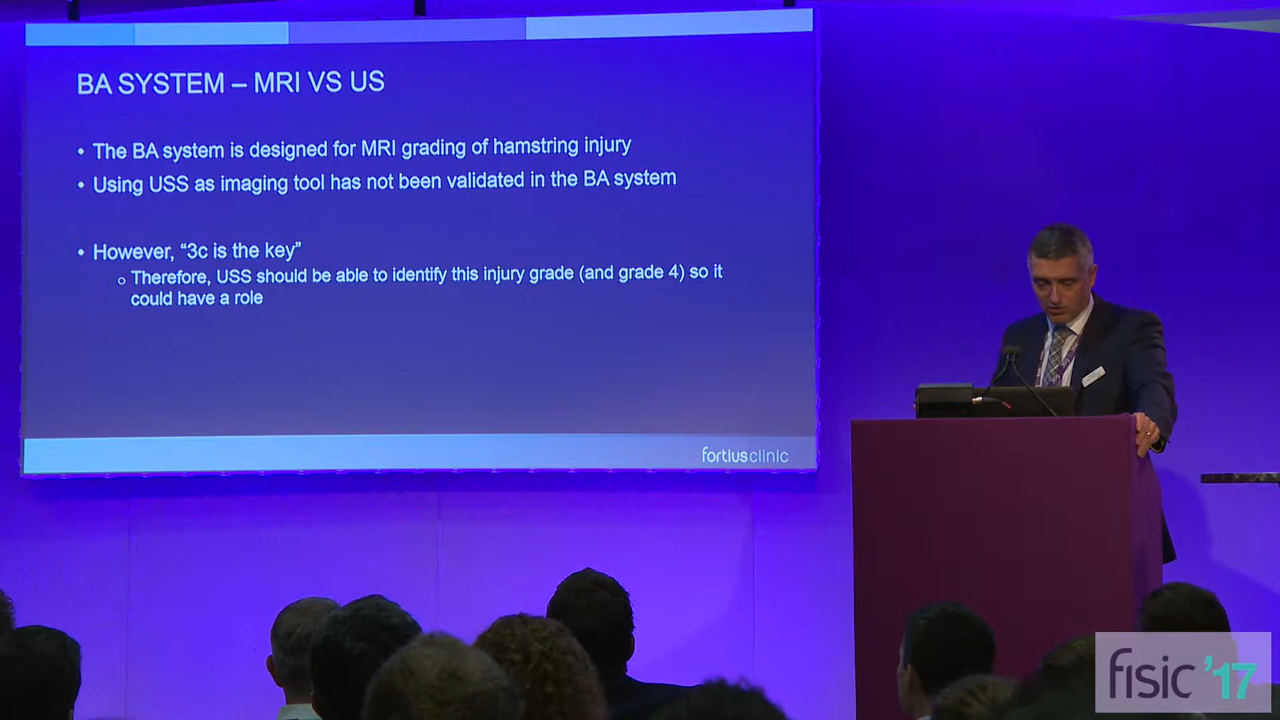 BA SYSTEM – MRI VS US
• The BA system is designed for MRI grading of hamstring injury
• Using USS as imaging tool has not been validated in the BA system
• However, “3c is the key”
o Therefore, USS should be able to identify this injury grade (and grade 4) so it
could have a role
fortiusclinic
fisic '17